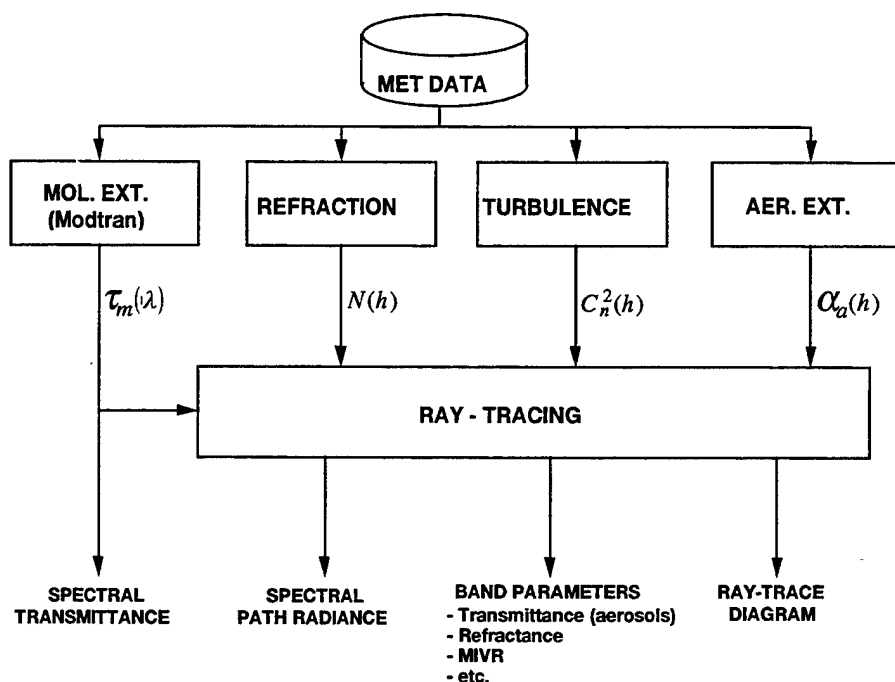 MET DATA
MOL. EXT.
(Modtran)
REFRACTION
TURBULENCE
AER. EXT.
τm(λ)
N(h)
Cn²(h)
αa(h)
RAY - TRACING
SPECTRAL
TRANSMITTANCE
SPECTRAL
PATH RADIANCE
BAND PARAMETERS
- Transmittance (aerosols)
- Refractance
- MIVR
- etc.
RAY-TRACE
DIAGRAM